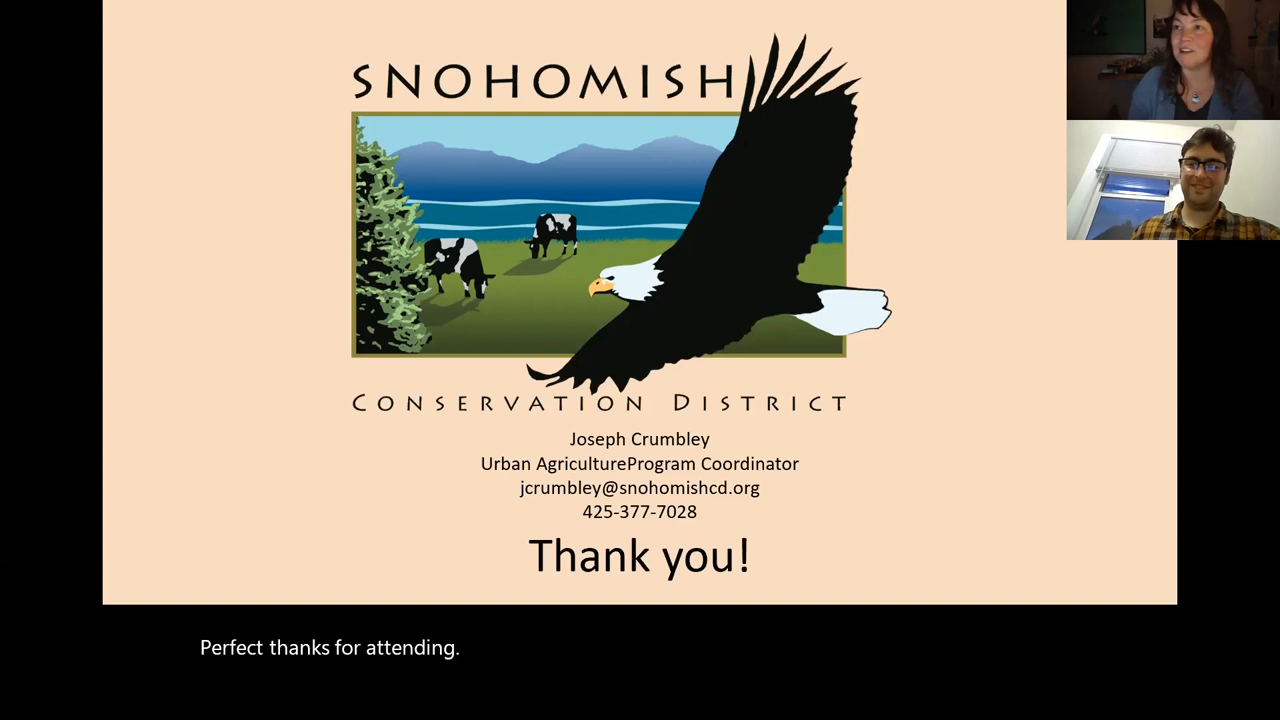 SNOHOMISH
CONSERVATION DISTRICT
Joseph Crumbley
Urban AgricultureProgram Coordinator
jcrumbley@snohomishcd.org
425-377-7028
Thank you!
Perfect thanks for attending.